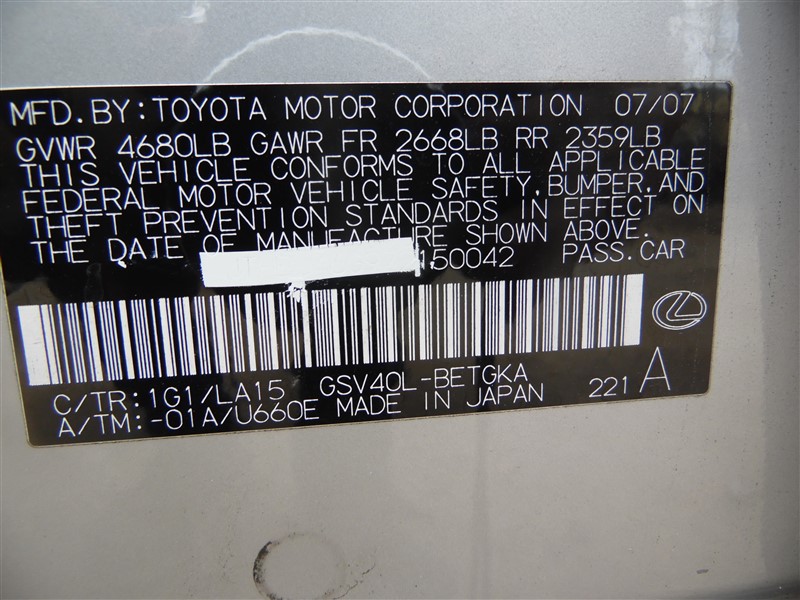 MFD.BY:TOYOTA MOTOR CORPORATION 07/07
GVWR 4680LB GAWR FR 2668LB RR 2359LB
THIS VEHICLE CONFORMS TO ALL APPLICABLE
FEDERAL MOTOR VEHICLE SAFETY,BUMPER,AND
THEFT PREVENTION STANDARDS IN EFFECT ON
THE DATE OF MANUFACTURE SHOWN ABOVE.
150042 PASS.CAR
C/TR:1G1/LA15 GSV40L-BETGKA
A/TM:-01A/U660E MADE IN JAPAN 221 A